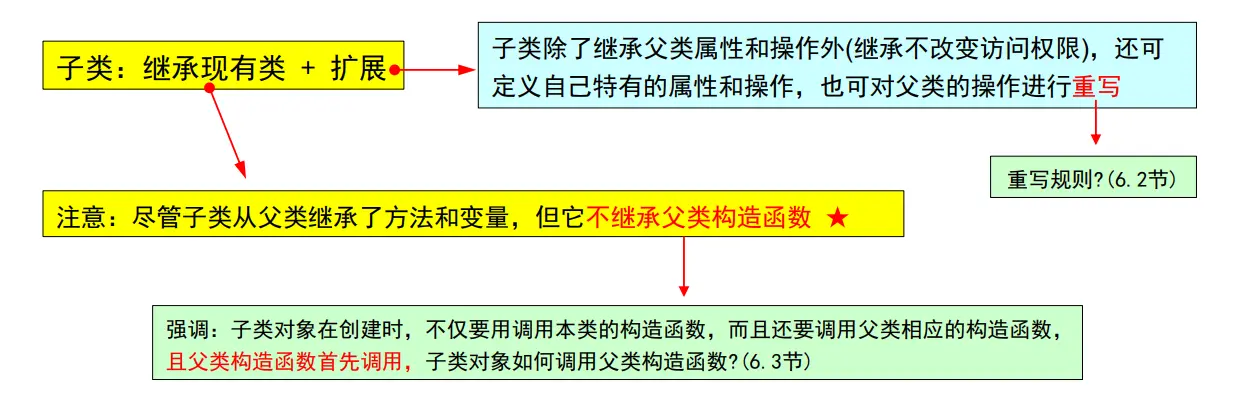 子类：继承现有类 + 扩展
子类除了继承父类属性和操作外(继承不改变访问权限)，还可
定义自己特有的属性和操作，也可对父类的操作进行重写
重写规则?(6.2节)
注意：尽管子类从父类继承了方法和变量，但它不继承父类构造函数 ★
强调：子类对象在创建时，不仅要用调用本类的构造函数，而且还要调用父类相应的构造函数，
且父类构造函数首先调用，子类对象如何调用父类构造函数?(6.3节)